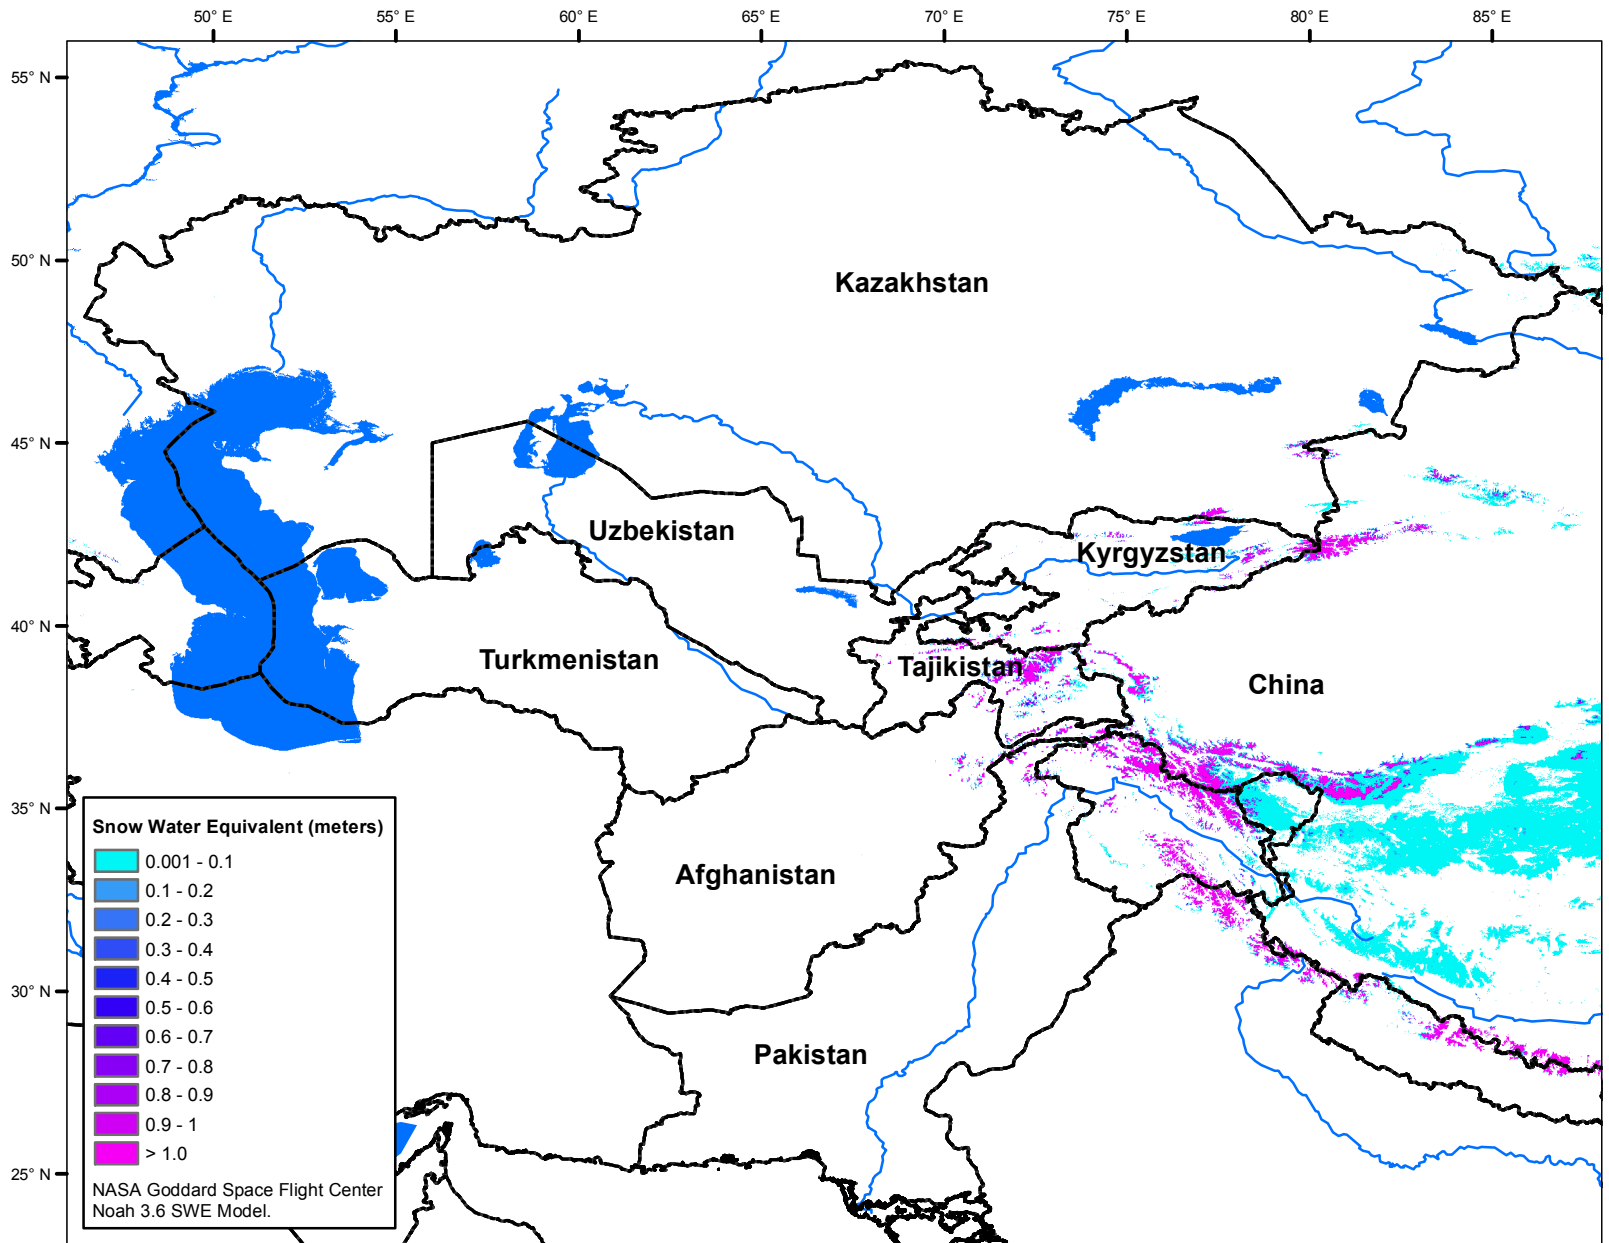 50° E 55° E 60° E 65° E 70° E 75° E 80° E 85° E
55° N
50° N
45° N
40° N
35° N
30° N
25° N
Kazakhstan
Uzbekistan
Kyrgyzstan
Turkmenistan
Tajikistan
China
Afghanistan
Pakistan
Snow Water Equivalent (meters)
0.001 - 0.1
0.1 - 0.2
0.2 - 0.3
0.3 - 0.4
0.4 - 0.5
0.5 - 0.6
0.6 - 0.7
0.7 - 0.8
0.8 - 0.9
0.9 - 1
> 1.0
NASA Goddard Space Flight Center
Noah 3.6 SWE Model.